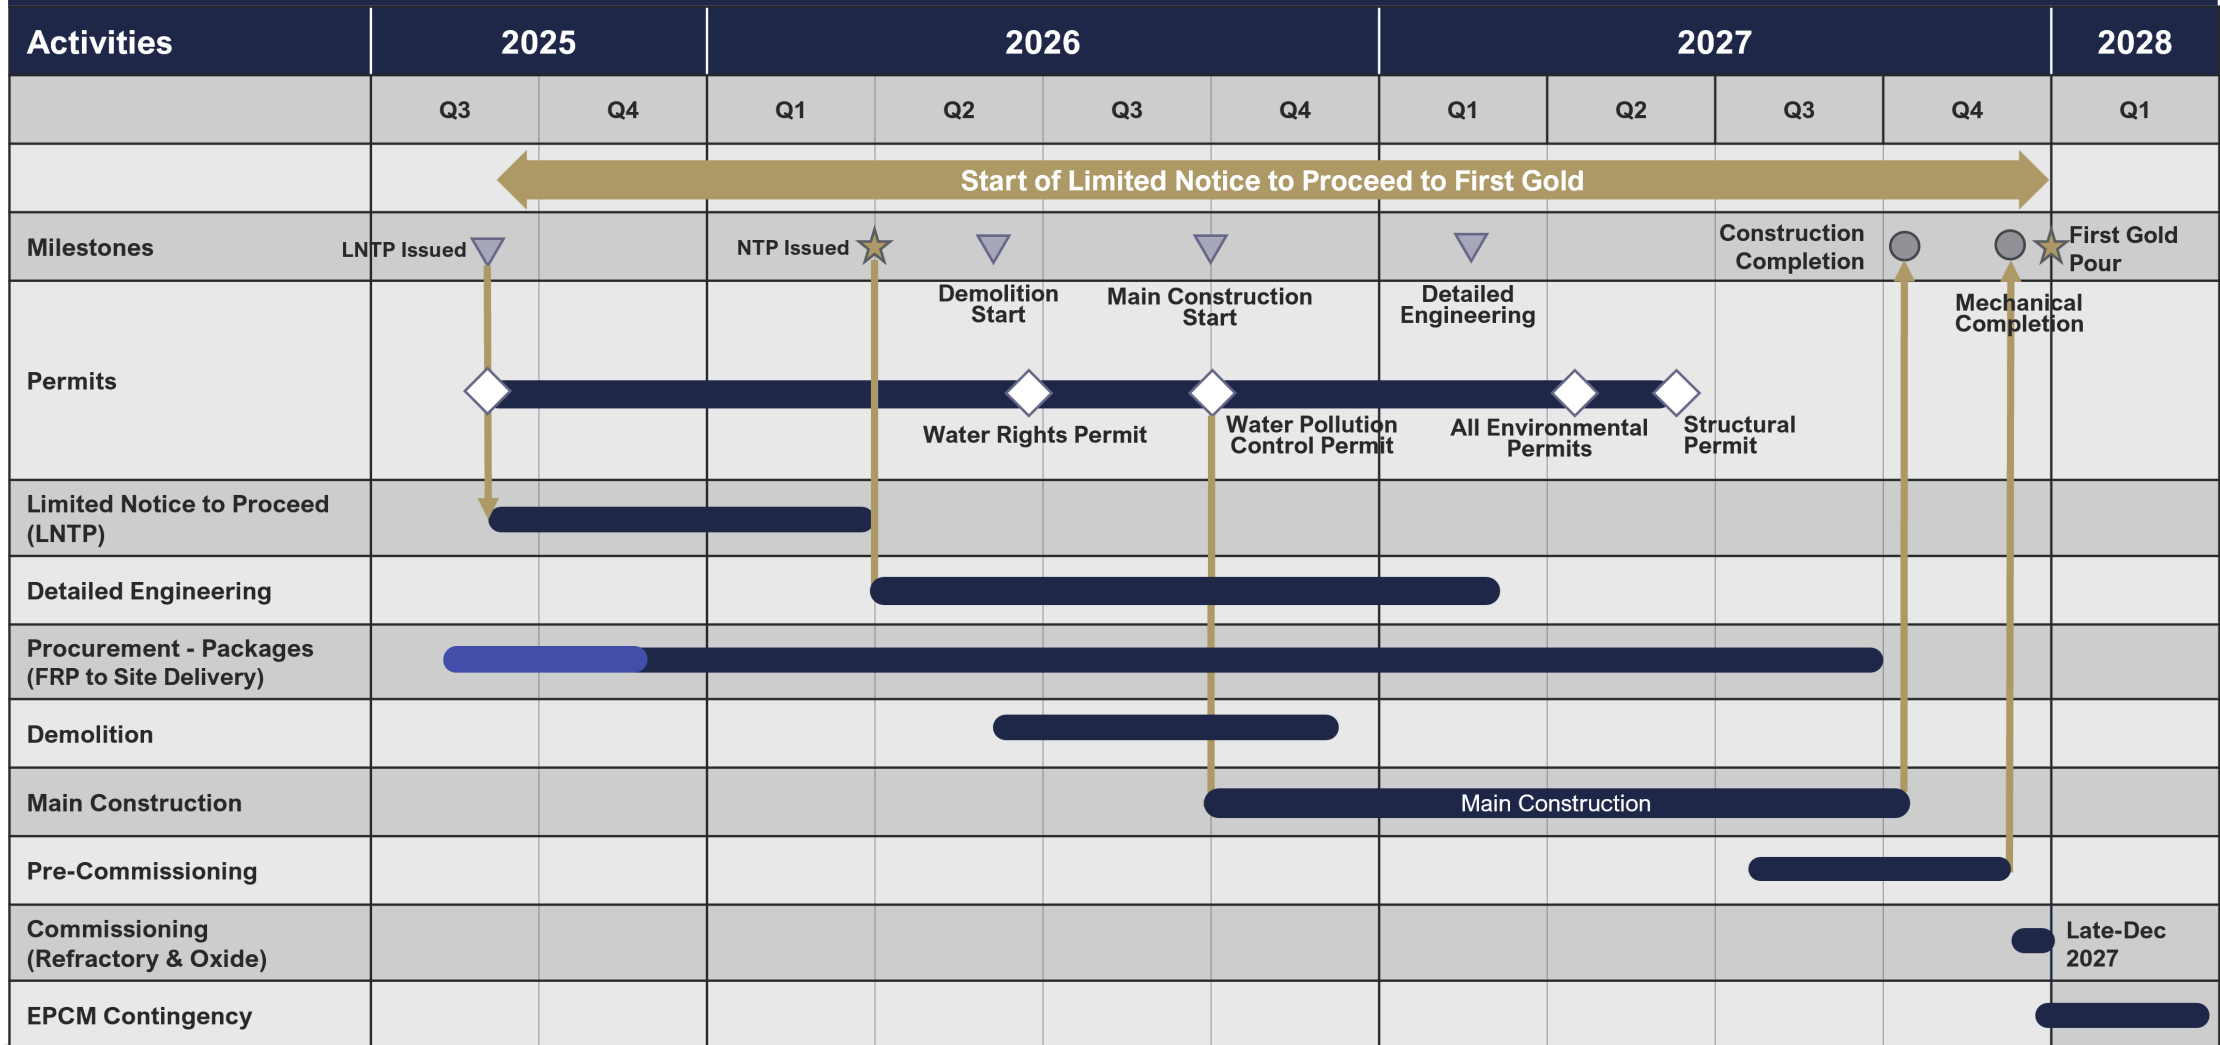 Activities
2025
2026
2027
2028
Q3
Q4
Q1
Q2
Q3
Q4
Q1
Q2
Q3
Q4
Q1
Start of Limited Notice to Proceed to First Gold
Milestones
LNTP Issued
NTP Issued
Demolition
Start
Main Construction
Start
Detailed
Engineering
Construction
Completion
Mechanical
Completion
First Gold
Pour
Permits
Water Rights Permit
Water Pollution
Control Permit
All Environmental
Permits
Structural
Permit
Limited Notice to Proceed
(LNTP)
Detailed Engineering
Procurement - Packages
(FRP to Site Delivery)
Demolition
Main Construction
Main Construction
Pre-Commissioning
Commissioning
(Refractory & Oxide)
Late-Dec
2027
EPCM Contingency